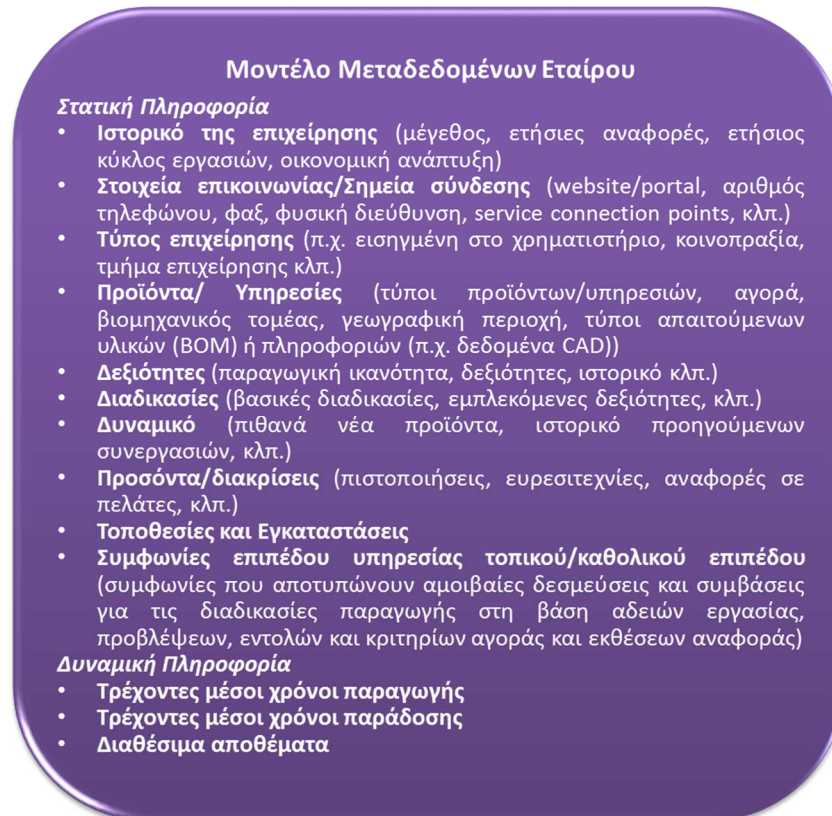 Μοντέλο Μεταδεδομένων Εταίρου
Στατική Πληροφορία
• Ιστορικό της επιχείρησης (μέγεθος, ετήσιες αναφορές, ετήσιος
κύκλος εργασιών, οικονομική ανάπτυξη)
• Στοιχεία επικοινωνίας/Σημεία σύνδεσης (website/portal, αριθμός
τηλεφώνου, φαξ, φυσική διεύθυνση, service connection points, κλπ.)
• Τύπος επιχείρησης (π.χ. εισηγμένη στο χρηματιστήριο, κοινοπραξία,
τμήμα επιχείρησης κλπ.)
• Προϊόντα/ Υπηρεσίες (τύποι προϊόντων/υπηρεσιών, αγορά,
βιομηχανικός τομέας, γεωγραφική περιοχή, τύποι απαιτούμενων
υλικών (BOM) ή πληροφοριών (π.χ. δεδομένα CAD))
• Δεξιότητες (παραγωγική ικανότητα, δεξιότητες, ιστορικό κλπ.)
• Διαδικασίες (βασικές διαδικασίες, εμπλεκόμενες δεξιότητες, κλπ.)
• Δυναμικό (πιθανά νέα προϊόντα, ιστορικό προηγούμενων
συνεργασιών, κλπ.)
• Προσόντα/διακρίσεις (πιστοποιήσεις, ευρεσιτεχνίες, αναφορές σε
πελάτες, κλπ.)
• Τοποθεσίες και Εγκαταστάσεις
• Συμφωνίες επιπέδου υπηρεσίας τοπικού/καθολικού επιπέδου
(συμφωνίες που αποτυπώνουν αμοιβαίες δεσμεύσεις και συμβάσεις
για τις διαδικασίες παραγωγής στη βάση αδειών εργασίας,
προβλέψεων, εντολών και κριτηρίων αγοράς και εκθέσεων αναφοράς)
Δυναμική Πληροφορία
• Τρέχοντες μέσοι χρόνοι παραγωγής
• Τρέχοντες μέσοι χρόνοι παράδοσης
• Διαθέσιμα αποθέματα